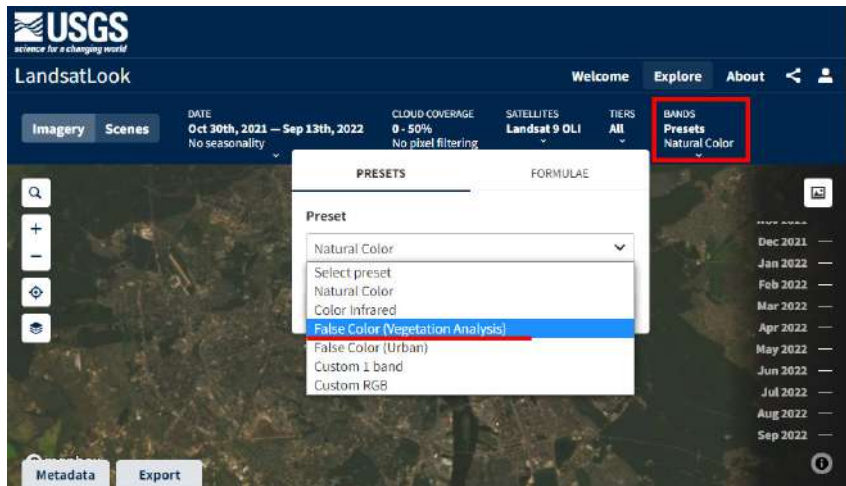 USGS
science for a changing world
LandsatLook
Welcome Explore About
Imagery Scenes
DATE
Oct 30th, 2021 — Sep 13th, 2022
No seasonality
CLOUD COVERAGE
0 - 50%
No pixel filtering
SATELLITES
Landsat 9 OLI
TIERS
All
BANDS
Presets
Natural Color
PRESETS FORMULAE
Preset
Natural Color
Select preset
Natural Color
Color Infrared
False Color (Vegetation Analysis)
False Color (Urban)
Custom 1 band
Custom RGB
Dec 2021
Jan 2022
Feb 2022
Mar 2022
Apr 2022
May 2022
Jun 2022
Jul 2022
Aug 2022
Sep 2022
Metadata Export